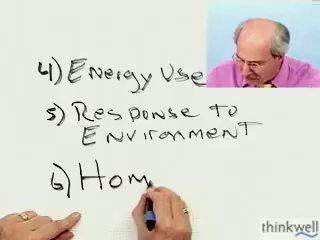 4) ENERGY USE
5) RESPONSE TO
ENVIRONMENT
6) HOM
thinkwell